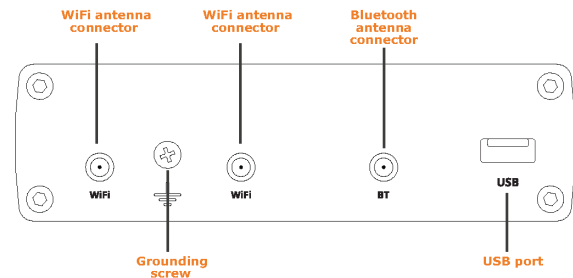 WiFi antenna
connector
WiFi antenna
connector
Bluetooth
antenna
connector
WiFi
WiFi
BT
USB
Grounding
screw
USB port